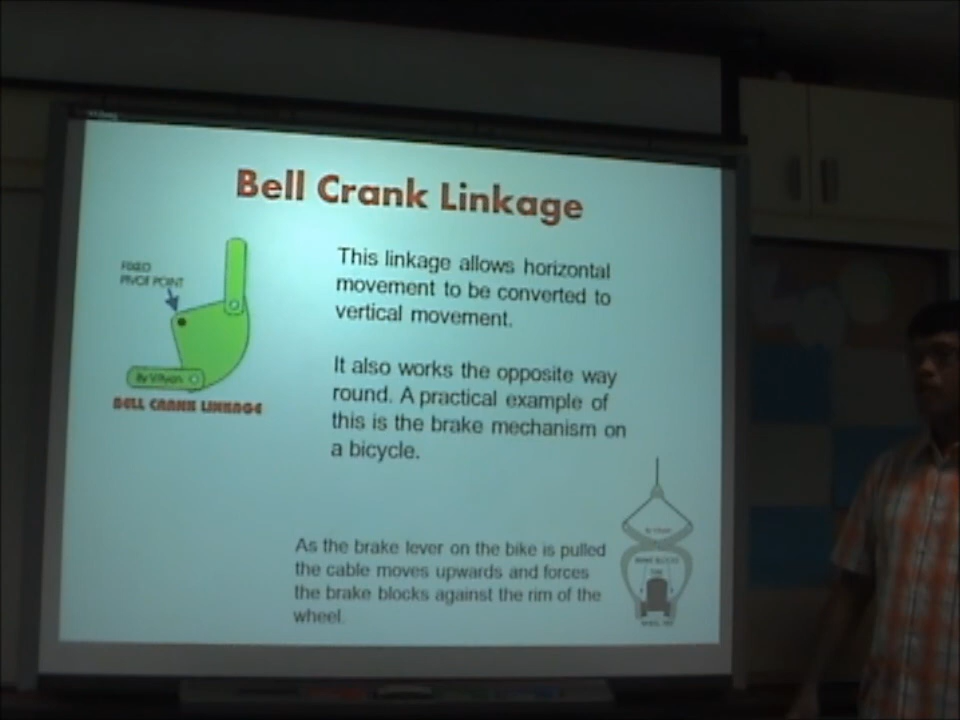 Bell Crank Linkage
FIXED
PIVOT POINT
By V.Ryan
BELL CRANK LINKAGE
This linkage allows horizontal
movement to be converted to
vertical movement.
It also works the opposite way
round. A practical example of
this is the brake mechanism on
a bicycle.
As the brake lever on the bike is pulled
the cable moves upwards and forces
the brake blocks against the rim of the
wheel.